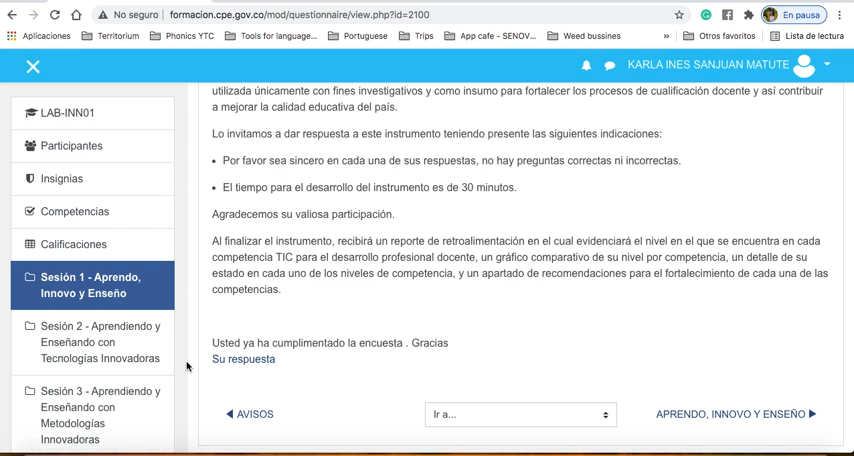 No seguro | formacion.cpe.gov.co/mod/questionnaire/view.php?id=2100
En pausa
Aplicaciones Territorium Phonics YTC Tools for language... Portuguese Trips App cafe - SENOV... Weed bussines » Otros favoritos Lista de lectura
KARLA INES SANJUAN MATUTE
LAB-INN01
Participantes
Insignias
Competencias
Calificaciones
Sesión 1 - Aprendo,
Innovo y Enseño
Sesión 2 - Aprendiendo y
Enseñando con
Tecnologías Innovadoras
Sesión 3 - Aprendiendo y
Enseñando con
Metodologías
Innovadoras
utilizada únicamente con fines investigativos y como insumo para fortalecer los procesos de cualificación docente y así contribuir
a mejorar la calidad educativa del país.
Lo invitamos a dar respuesta a este instrumento teniendo presente las siguientes indicaciones:
• Por favor sea sincero en cada una de sus respuestas, no hay preguntas correctas ni incorrectas.
• El tiempo para el desarrollo del instrumento es de 30 minutos.
Agradecemos su valiosa participación.
Al finalizar el instrumento, recibirá un reporte de retroalimentación en el cual evidenciará el nivel en el que se encuentra en cada
competencia TIC para el desarrollo profesional docente, un gráfico comparativo de su nivel por competencia, un detalle de su
estado en cada uno de los niveles de competencia, y un apartado de recomendaciones para el fortalecimiento de cada una de las
competencias.
Usted ya ha cumplimentado la encuesta . Gracias
Su respuesta
◀ AVISOS
Ir a...
APRENDO, INNOVO Y ENSEÑO ▶